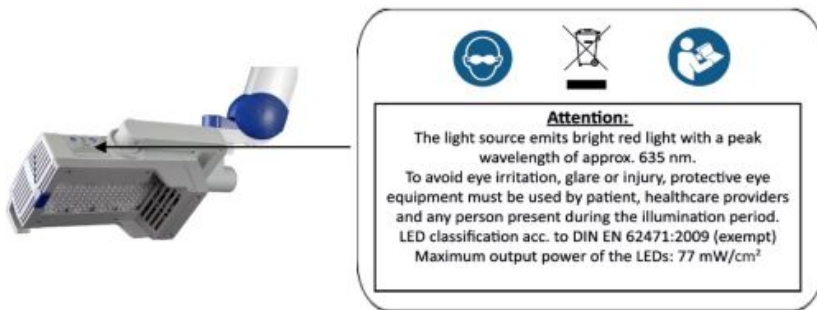 Attention:
The light source emits bright red light with a peak
wavelength of approx. 635 nm.
To avoid eye irritation, glare or injury, protective eye
equipment must be used by patient, healthcare providers
and any person present during the illumination period.
LED classification acc. to DIN EN 62471:2009 (exempt)
Maximum output power of the LEDs: 77 mW/cm²